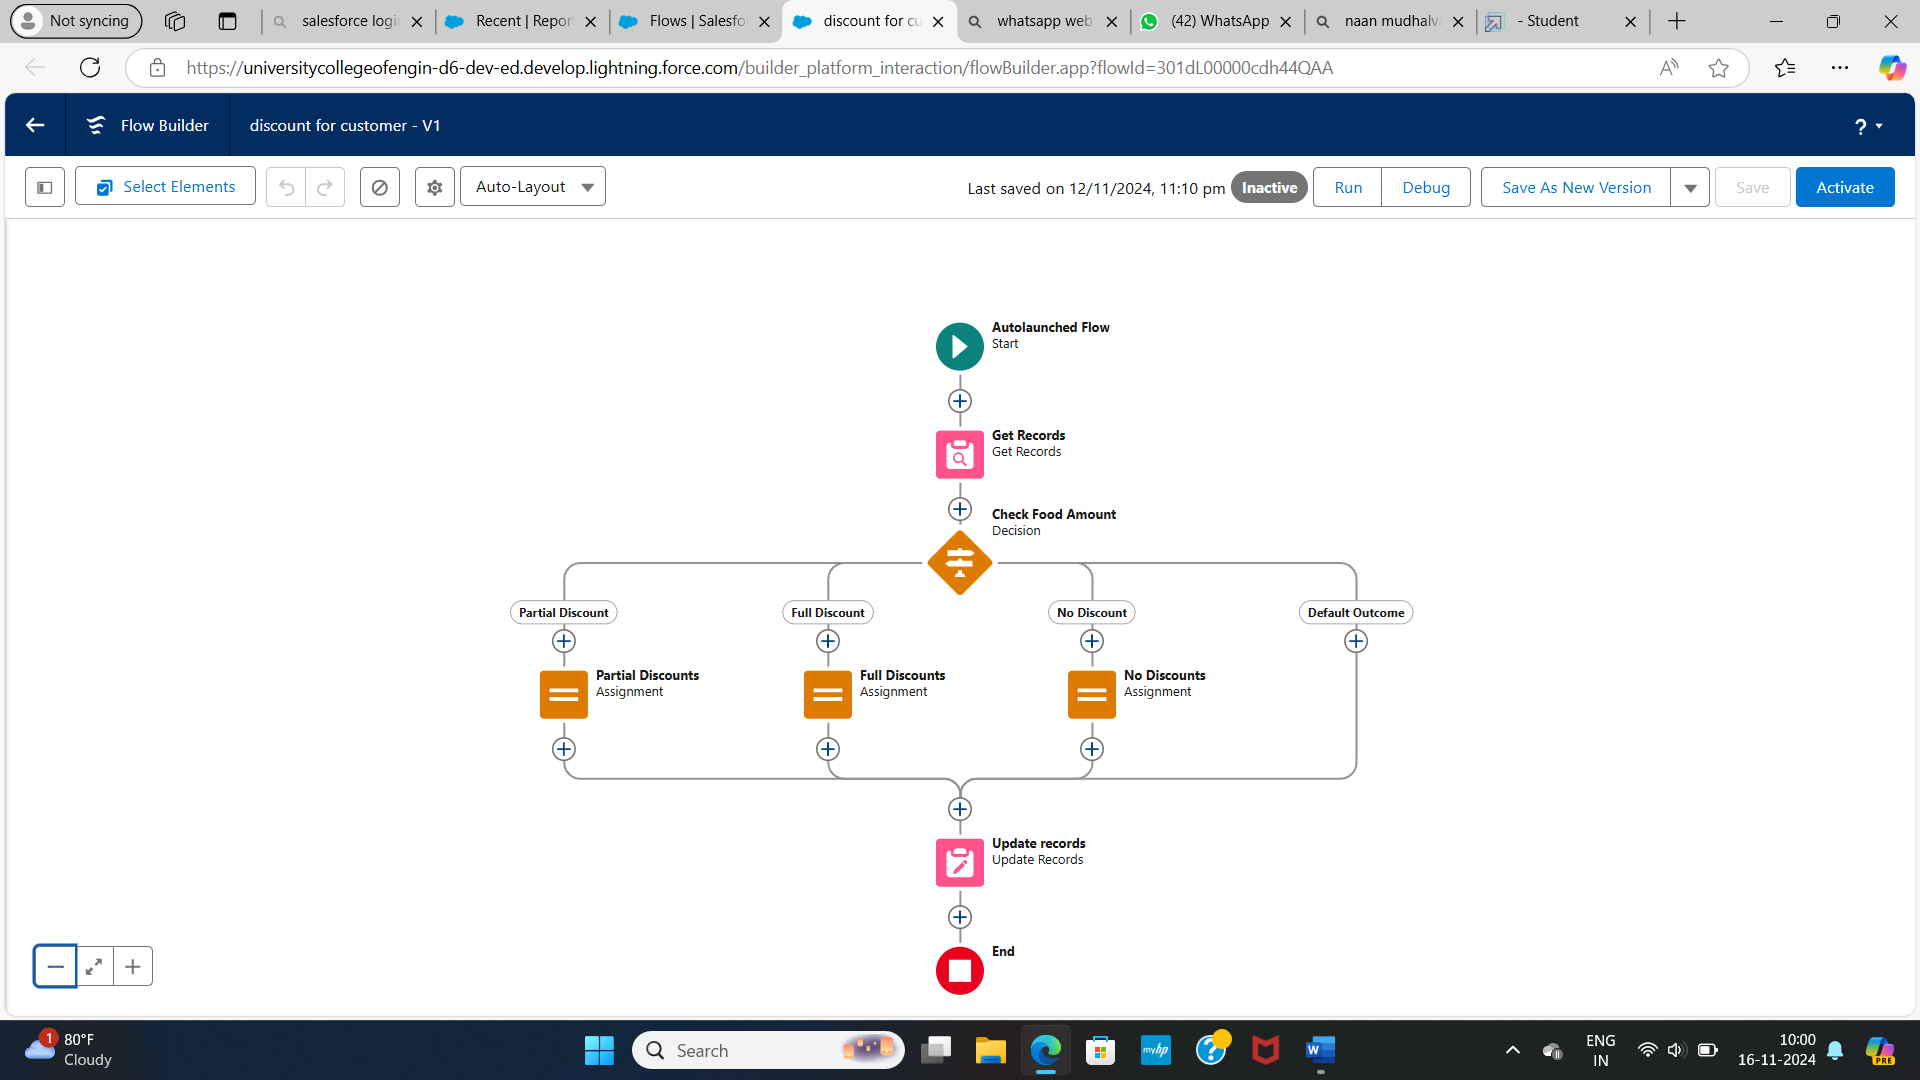 Not syncing
salesforce logi
Recent | Repor
Flows | Salesfo
discount for cu
whatsapp web
(42) WhatsApp
naan mudhalv
- Student
https://universitycollegeofengin-d6-dev-ed.develop.lightning.force.com/builder_platform_interaction/flowBuilder.app?flowId=301dL00000cdh44QAA
Flow Builder
discount for customer - V1
?
Select Elements
Auto-Layout
Last saved on 12/11/2024, 11:10 pm
Inactive
Run
Debug
Save As New Version
Save
Activate
Autolaunched Flow
Start
Get Records
Get Records
Check Food Amount
Decision
Partial Discount
Full Discount
No Discount
Default Outcome
Partial Discounts
Assignment
Full Discounts
Assignment
No Discounts
Assignment
Update records
Update Records
End
1
80°F
Cloudy
Search
myhp
W
ENG
IN
10:00
16-11-2024
PRE